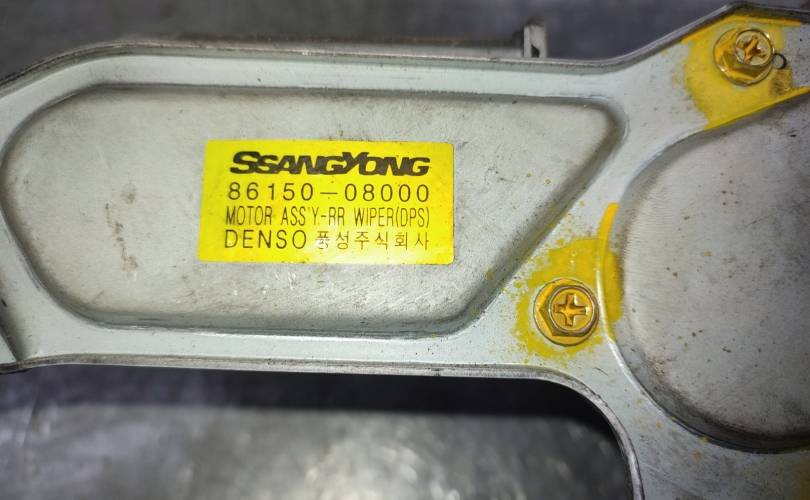 SSANGYONG
86150-08000
MOTOR ASS'Y-RR WIPER(DPS)
DENSO 풍성주식회사